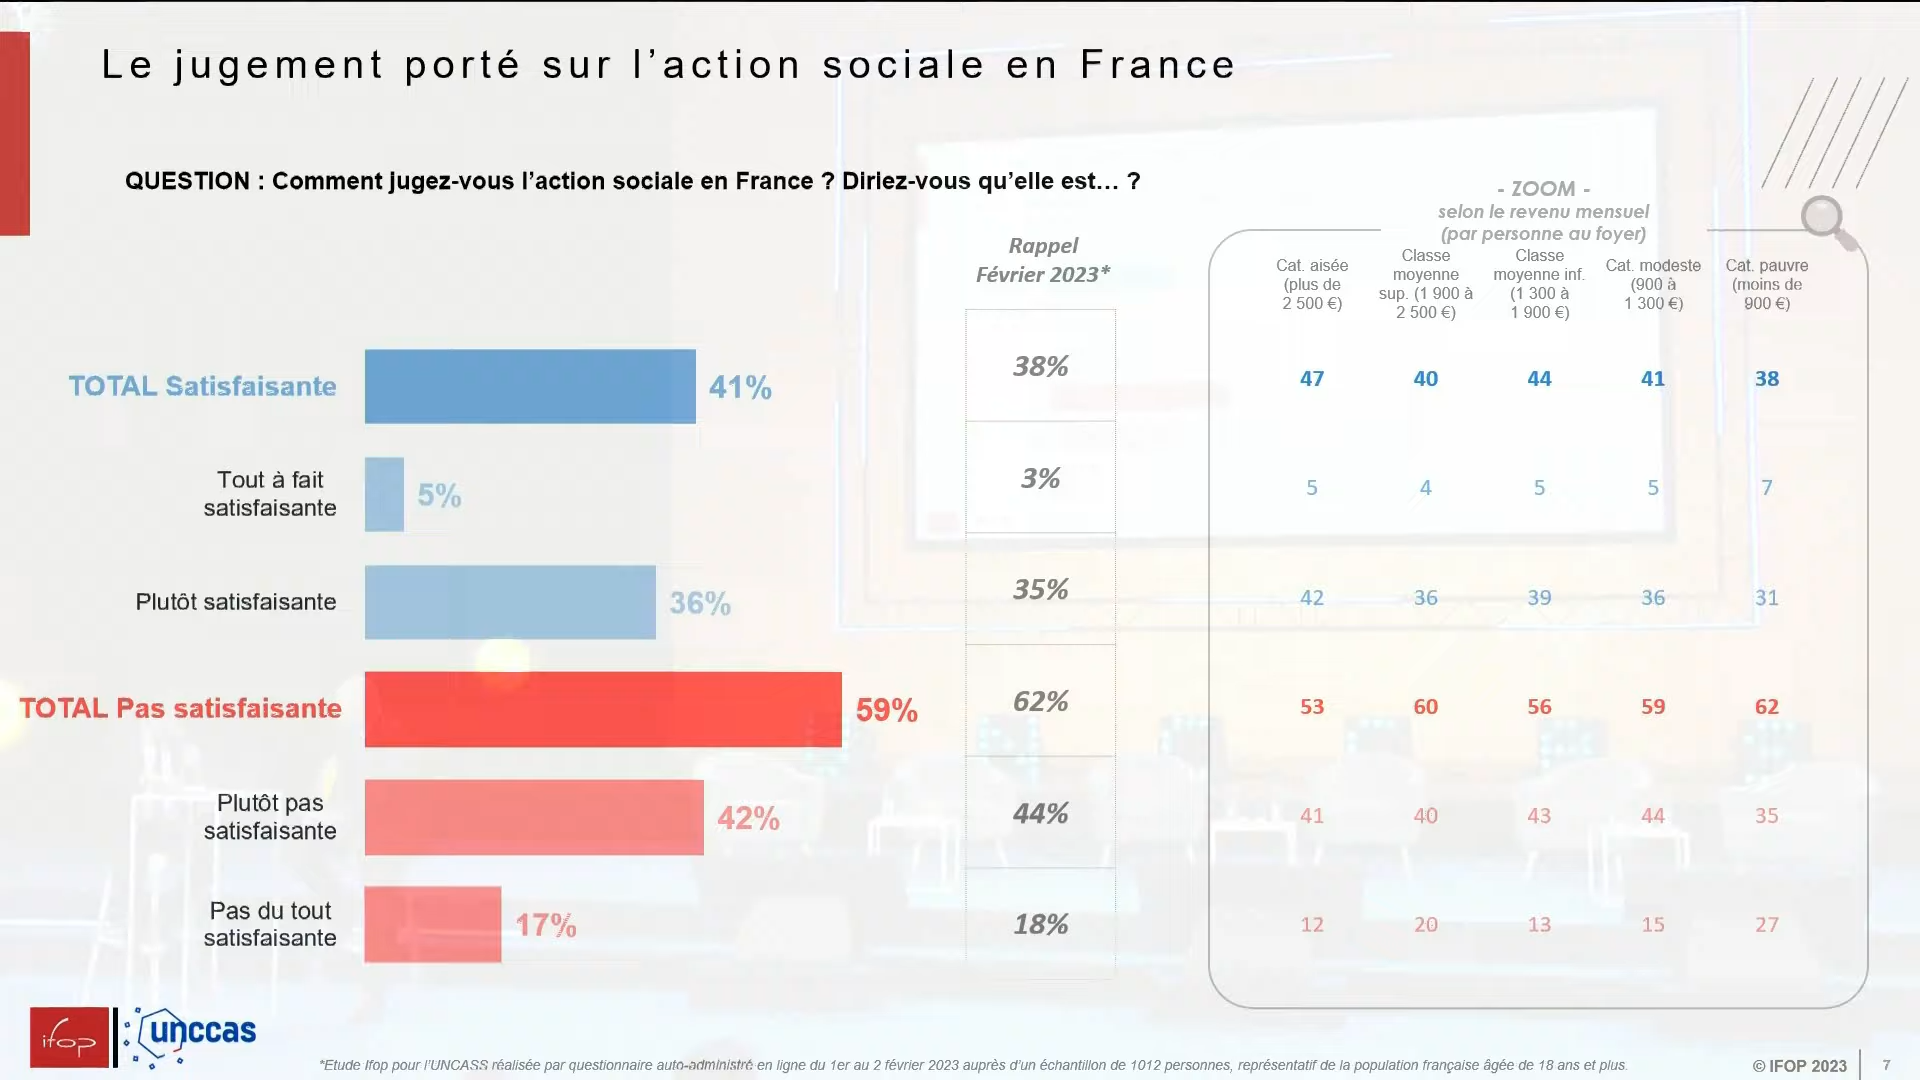 Le jugement porté sur l’action sociale en France
QUESTION : Comment jugez-vous l’action sociale en France ? Diriez-vous qu’elle est… ?
- ZOOM -
selon le revenu mensuel
(par personne au foyer)
Rappel
Février 2023*
Cat. aisée
(plus de
2 500 €)
Classe
moyenne
sup. (1 900 à
2 500 €)
Classe
moyenne inf.
(1 300 à
1 900 €)
Cat. modeste
(900 à
1 300 €)
Cat. pauvre
(moins de
900 €)
TOTAL Satisfaisante 41% 38% 47 40 44 41 38
Tout à fait
satisfaisante 5% 3% 5 4 5 5 7
Plutôt satisfaisante 36% 35% 42 36 39 36 31
TOTAL Pas satisfaisante 59% 62% 53 60 56 59 62
Plutôt pas
satisfaisante 42% 44% 41 40 43 44 35
Pas du tout
satisfaisante 17% 18% 12 20 13 15 27
ifop unccas
*Etude Ifop pour l’UNCASS réalisée par questionnaire auto-administré en ligne du 1er au 2 février 2023 auprès d’un échantillon de 1012 personnes, représentatif de la population française âgée de 18 ans et plus.
© IFOP 2023 7